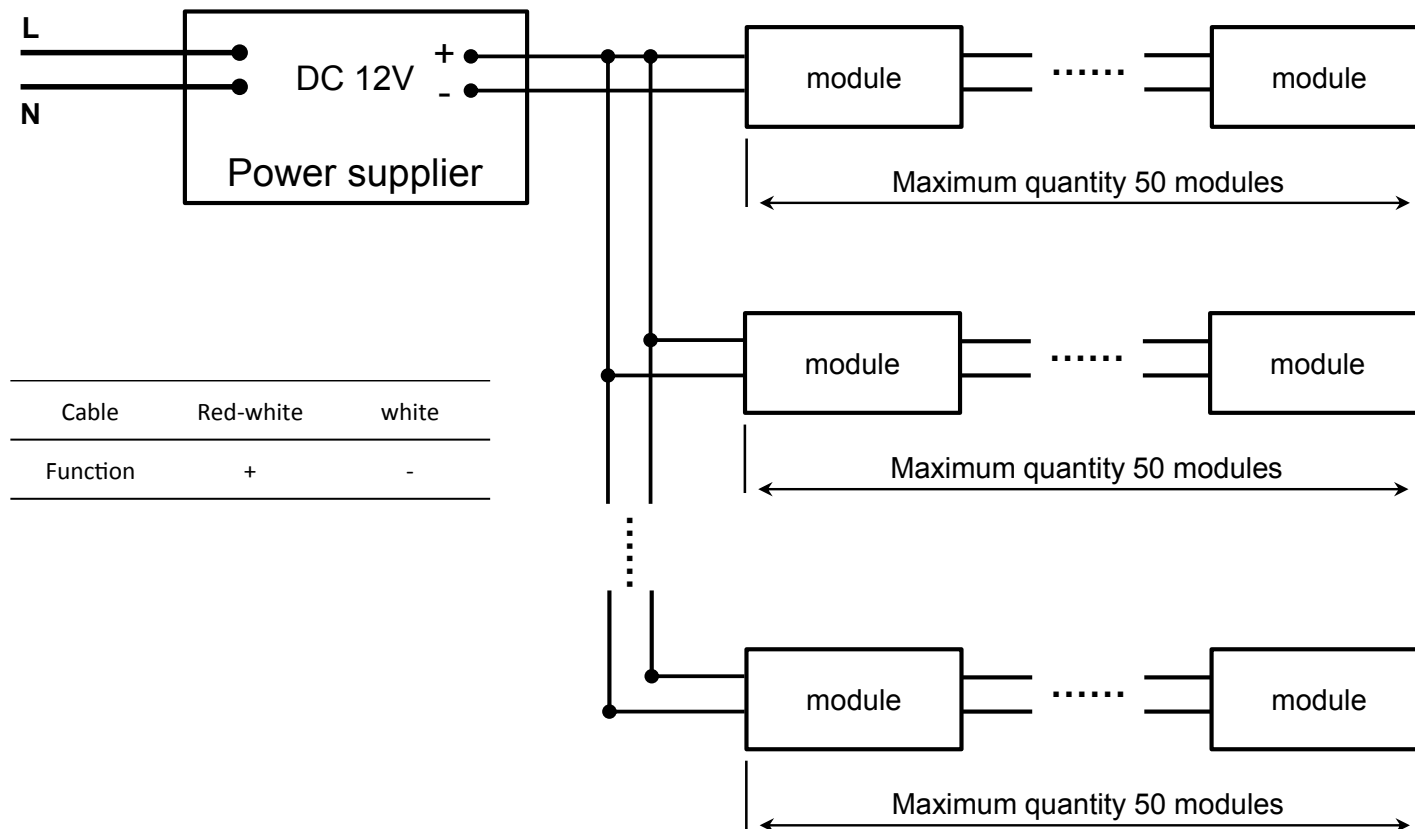 L
N
DC 12V
+
-
Power supplier
module
......
module
Maximum quantity 50 modules
module
......
module
Maximum quantity 50 modules
Cable Red-white white
Function + -
......
module
......
module
Maximum quantity 50 modules